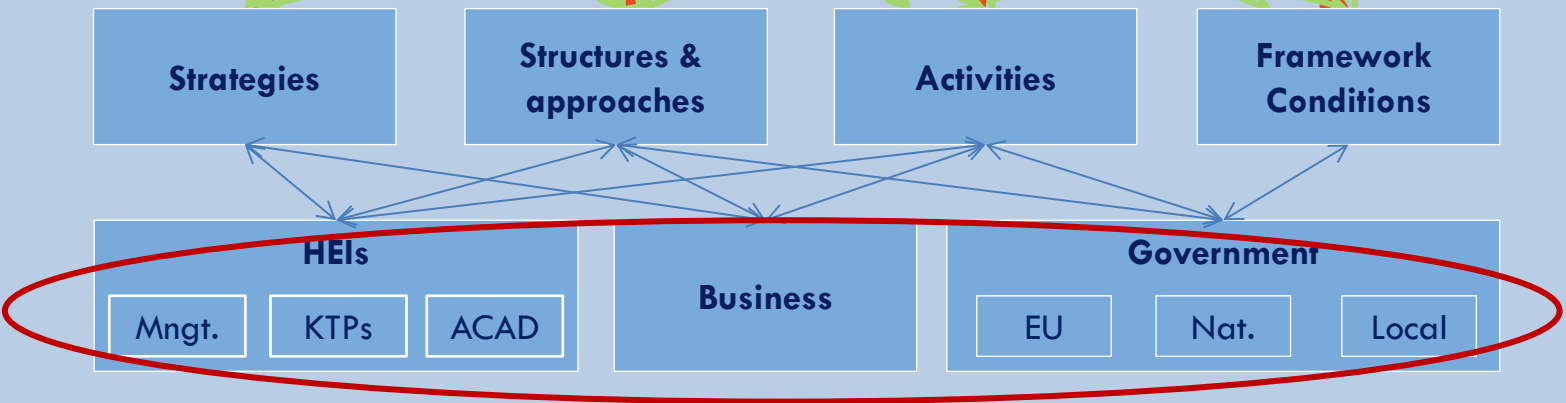 Strategies
Structures &
approaches
Activities
Framework
Conditions
HEIs
Mngt.
KTPs
ACAD
Business
Government
EU
Nat.
Local